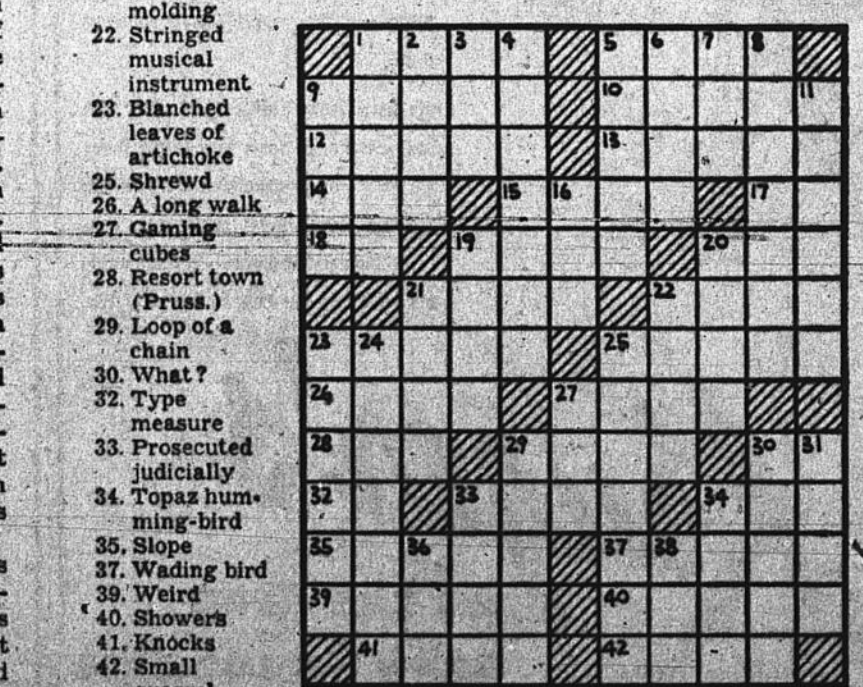 molding
22. Stringed
musical
instrument
23. Blanched
leaves of
artichoke
25. Shrewd
26. A long walk
27. Gaming
cubes
28. Resort town
(Pruss.)
29. Loop of a
chain
30. What?
32. Type
measure
33. Prosecuted
judicially
34. Topaz hum-
ming-bird
35. Slope
37. Wading bird
39. Weird
40. Showers
41. Knocks
42. Small
1 2 3 4 5 6 7 8
9 10 11
12 13
14 15 16 17
18 19 20
21 22
23 24 25
26 27
28 29 30 31
32 33 34
35 36 37 38
39 40
41 42